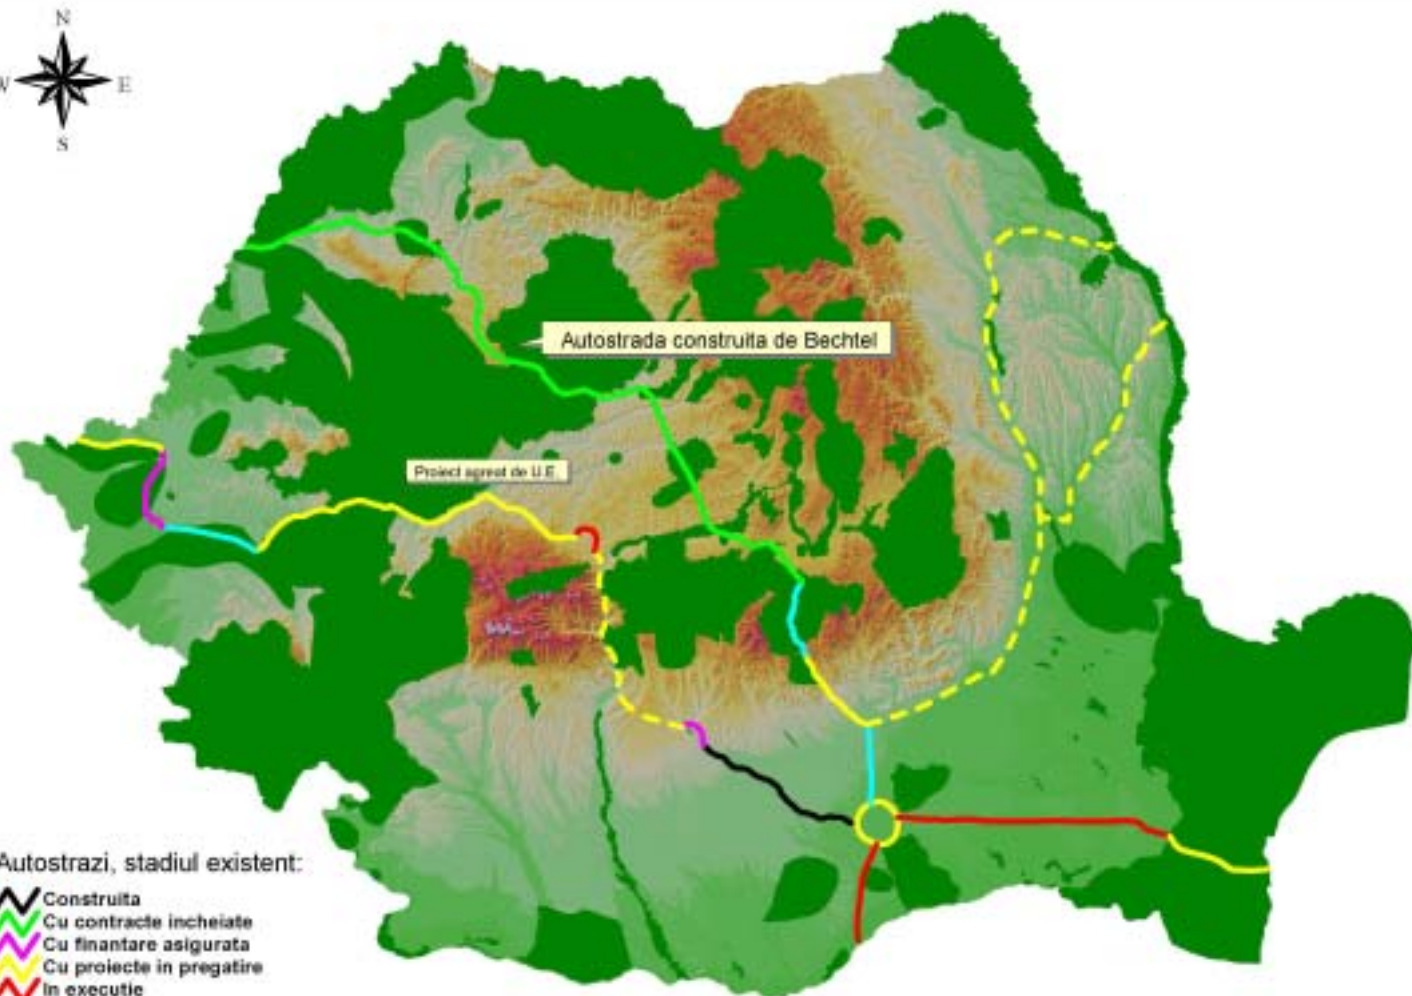 N
W E
S
Autostrada construita de Bechtel
Proiect agreat de U.E.
Autostrazi, stadiul existent:
Construita
Cu contracte incheiate
Cu finantare asigurata
Cu proiecte in pregatire
In executie